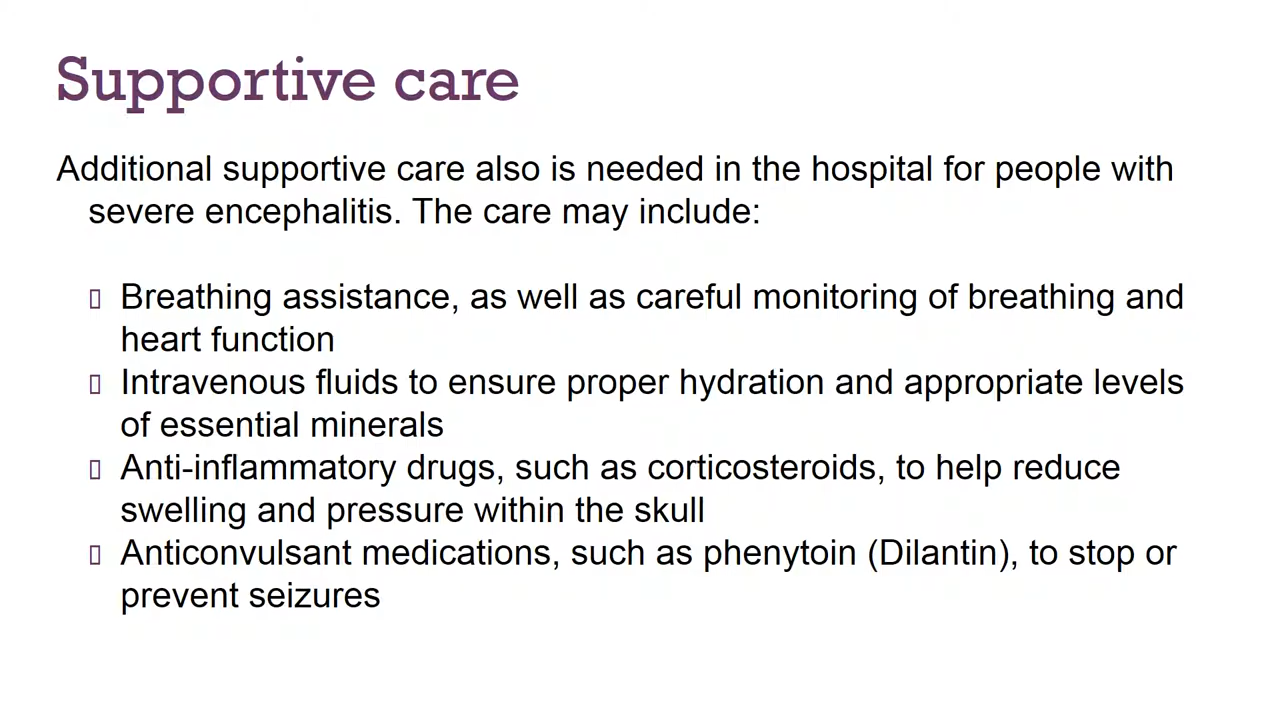 Supportive care
Additional supportive care also is needed in the hospital for people with
severe encephalitis. The care may include:
▯ Breathing assistance, as well as careful monitoring of breathing and
heart function
▯ Intravenous fluids to ensure proper hydration and appropriate levels
of essential minerals
▯ Anti-inflammatory drugs, such as corticosteroids, to help reduce
swelling and pressure within the skull
▯ Anticonvulsant medications, such as phenytoin (Dilantin), to stop or
prevent seizures